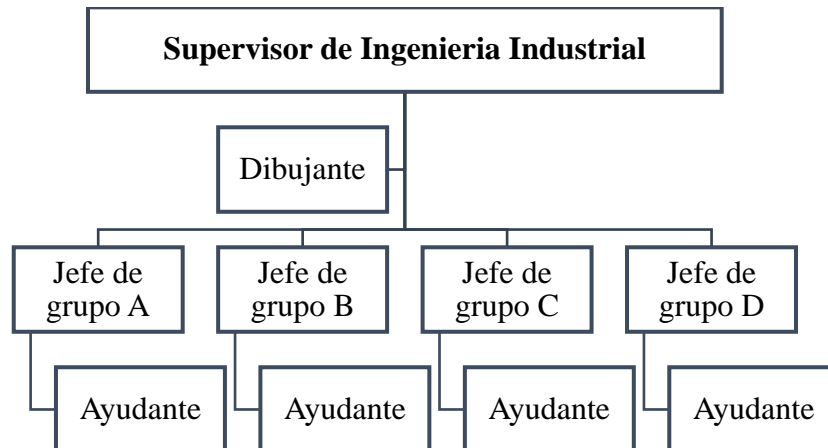 Supervisor de Ingenieria Industrial
Dibujante
Jefe de
grupo A
Jefe de
grupo B
Jefe de
grupo C
Jefe de
grupo D
Ayudante
Ayudante
Ayudante
Ayudante